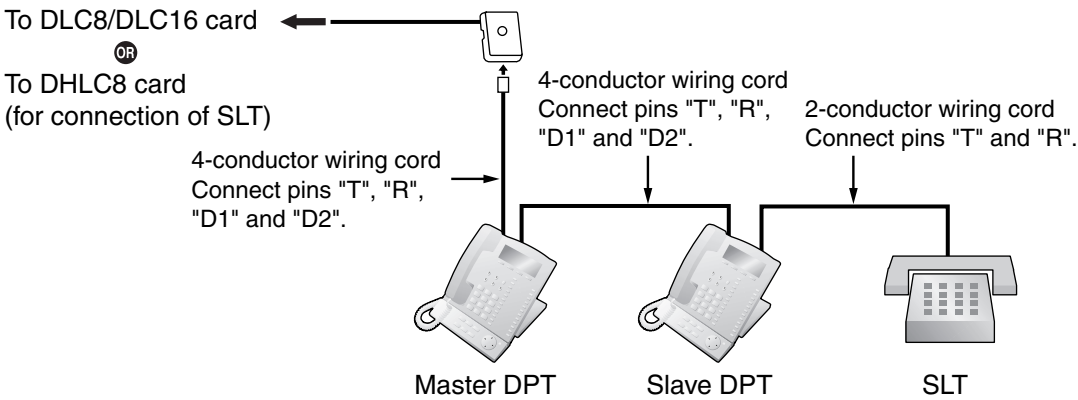 To DLC8/DLC16 card
OR
To DHLC8 card
(for connection of SLT)
4-conductor wiring cord
Connect pins "T", "R",
"D1" and "D2".
4-conductor wiring cord
Connect pins "T", "R",
"D1" and "D2".
2-conductor wiring cord
Connect pins "T" and "R".
Master DPT
Slave DPT
SLT